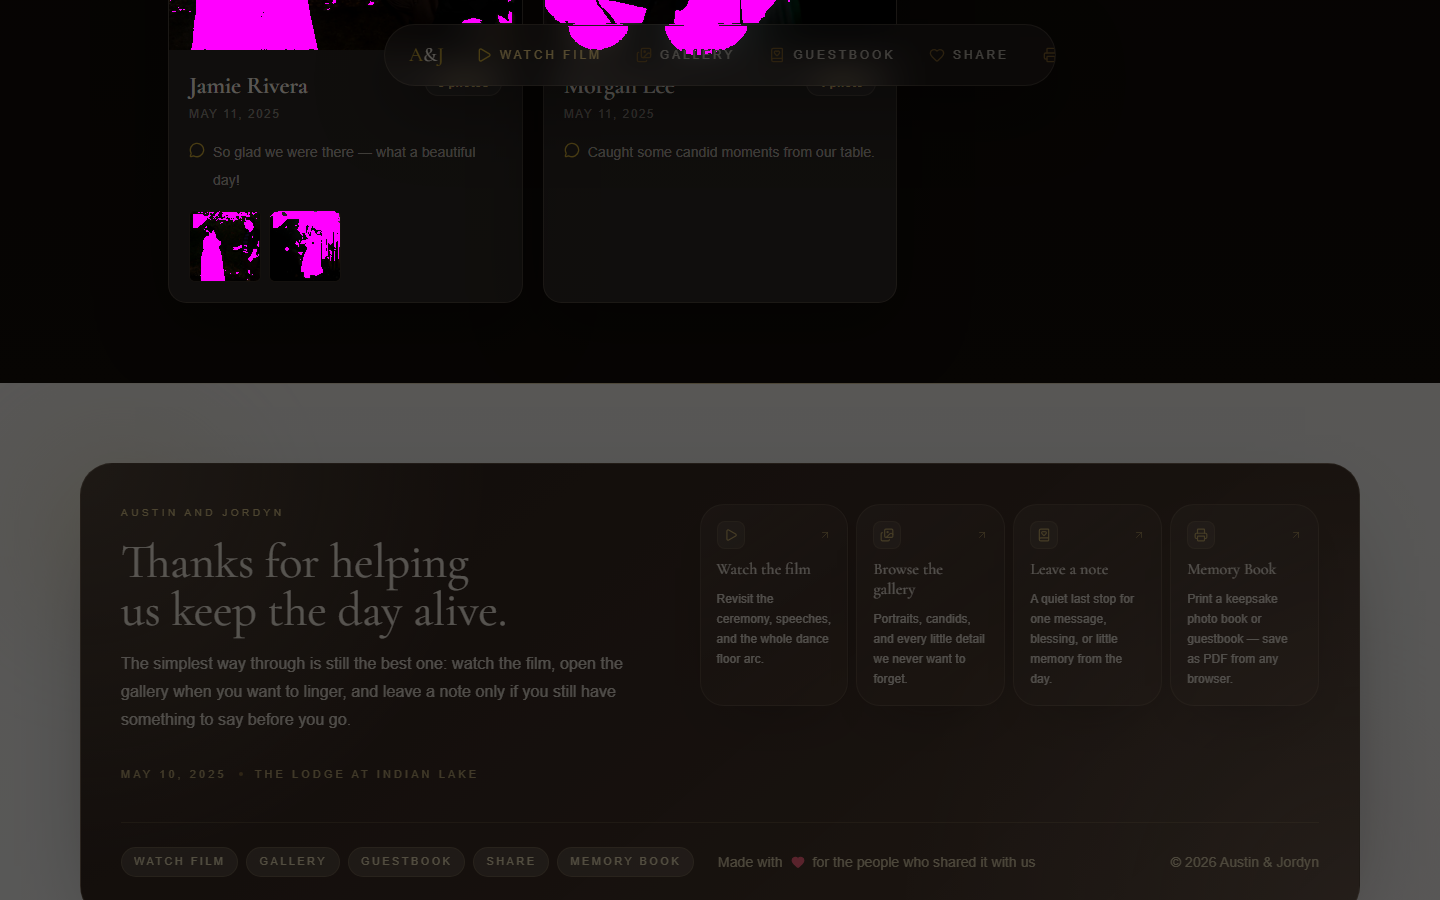 A&J WATCH FILM GALLERY GUESTBOOK SHARE
Jamie Rivera
MAY 11, 2025
So glad we were there — what a beautiful
day!
Morgan Lee
MAY 11, 2025
Caught some candid moments from our table.
AUSTIN AND JORDYN
Thanks for helping
us keep the day alive.
The simplest way through is still the best one: watch the film, open the
gallery when you want to linger, and leave a note only if you still have
something to say before you go.
MAY 10, 2025 • THE LODGE AT INDIAN LAKE
Watch the film
Revisit the
ceremony, speeches,
and the whole dance
floor arc.
Browse the
gallery
Portraits, candids,
and every little detail
we never want to
forget.
Leave a note
A quiet last stop for
one message,
blessing, or little
memory from the
day.
Memory Book
Print a keepsake
photo book or
guestbook — save
as PDF from any
browser.
WATCH FILM GALLERY GUESTBOOK SHARE MEMORY BOOK
Made with ♥ for the people who shared it with us
© 2026 Austin & Jordyn